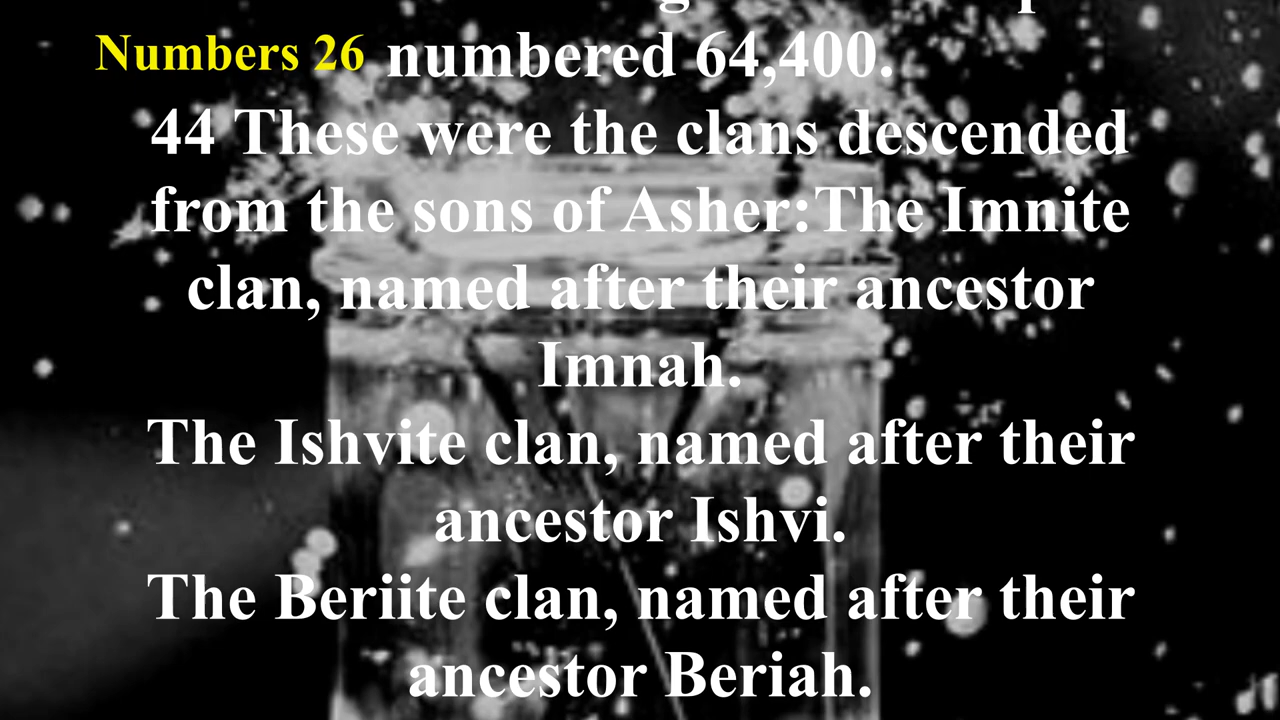 Numbers 26 numbered 64,400.
44 These were the clans descended
from the sons of Asher:The Imnite
clan, named after their ancestor
Imnah.
The Ishvite clan, named after their
ancestor Ishvi.
The Beriite clan, named after their
ancestor Beriah.